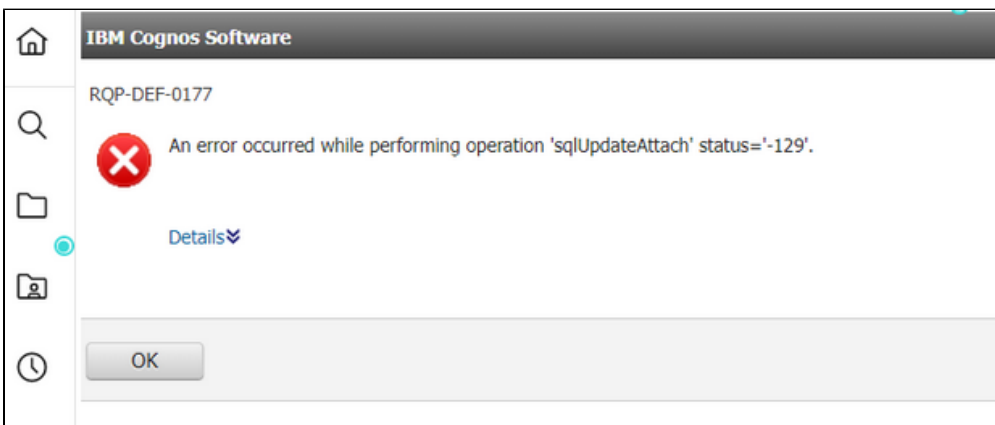 IBM Cognos Software
RQP-DEF-0177
An error occurred while performing operation 'sqlUpdateAttach' status='-129'.
Details
OK